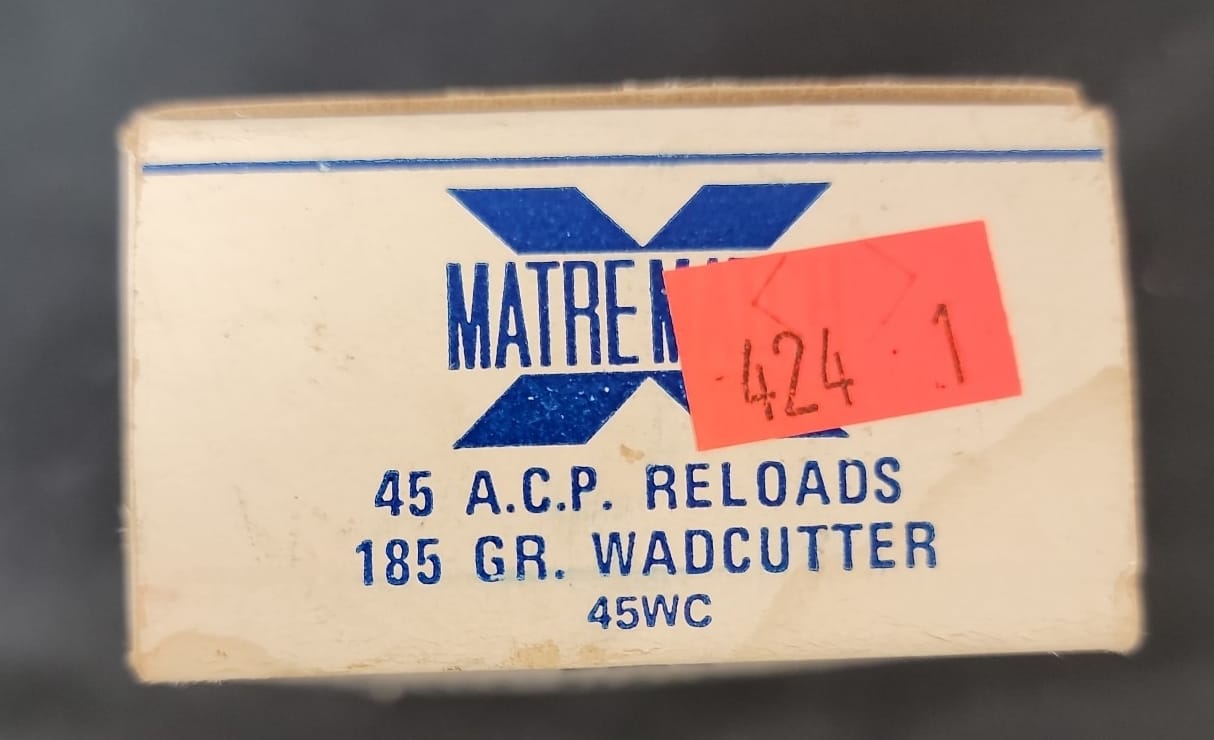 MATRE
424 1
45 A.C.P. RELOADS
185 GR. WADCUTTER
45WC